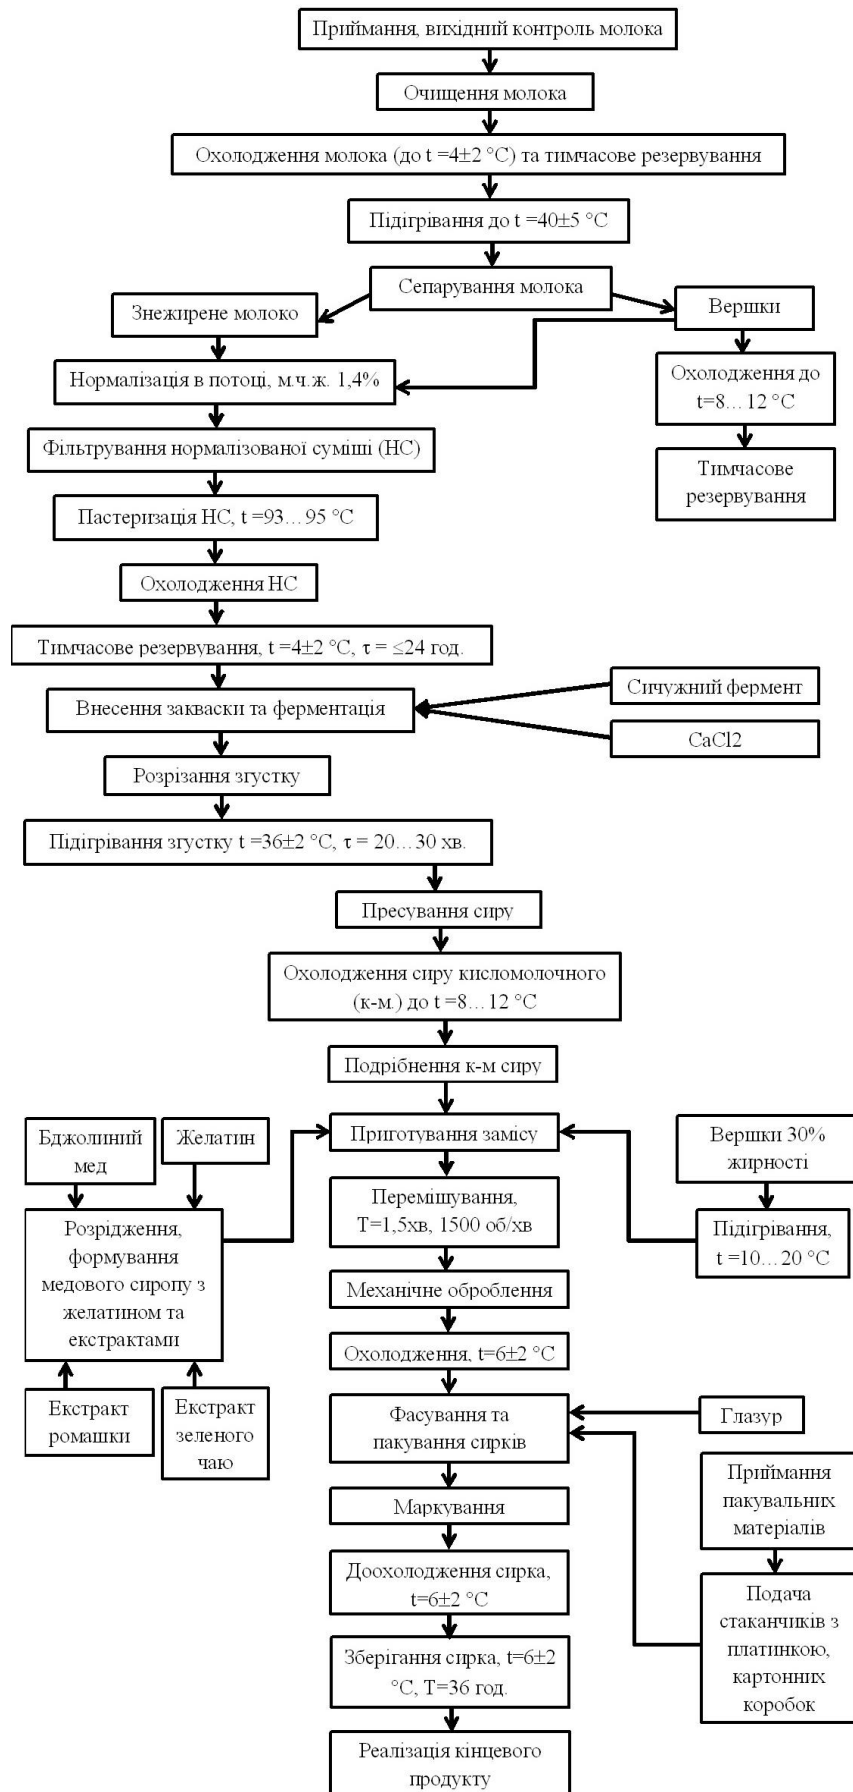 Приймання, вихідний контроль молока
Очищення молока
Охолодження молока (до t =4±2 °С) та тимчасове резервування
Підігрівання до t =40±5 °С
Сепарування молока
Знежирене молоко
Вершки
Нормалізація в потоці, м.ч.ж. 1,4%
Охолодження до
t=8…12 °С
Фільтрування нормалізованої суміші (НС)
Тимчасове
резервування
Пастеризація НС, t =93…95 °С
Охолодження НС
Тимчасове резервування, t =4±2 °С, τ = ≤24 год.
Сичужний фермент
Внесення закваски та ферментація
CaCl2
Розрізання згустку
Підігрівання згустку t =36±2 °С, τ = 20…30 хв.
Пресування сиру
Охолодження сиру кисломолочного
(к-м.) до t =8…12 °С
Подрібнення к-м сиру
Бджолиний
мед
Желатин
Приготування замісу
Вершки 30%
жирності
Перемішування,
Т=1,5хв, 1500 об/хв
Розрідження,
формування
медового сиропу з
желатином та
екстрактами
Підігрівання,
t =10…20 °С
Механічне оброблення
Охолодження, t=6±2 °С
Екстракт
ромашки
Екстракт
зеленого
чаю
Фасування та
пакування сирків
Глазур
Приймання
пакувальних
матеріалів
Маркування
Доохолодження сирка,
t=6±2 °С
Подача
стаканчиків з
платинкою,
картонних
коробок
Зберігання сирка, t=6±2
°С, Т=36 год.
Реалізація кінцевого
продукту